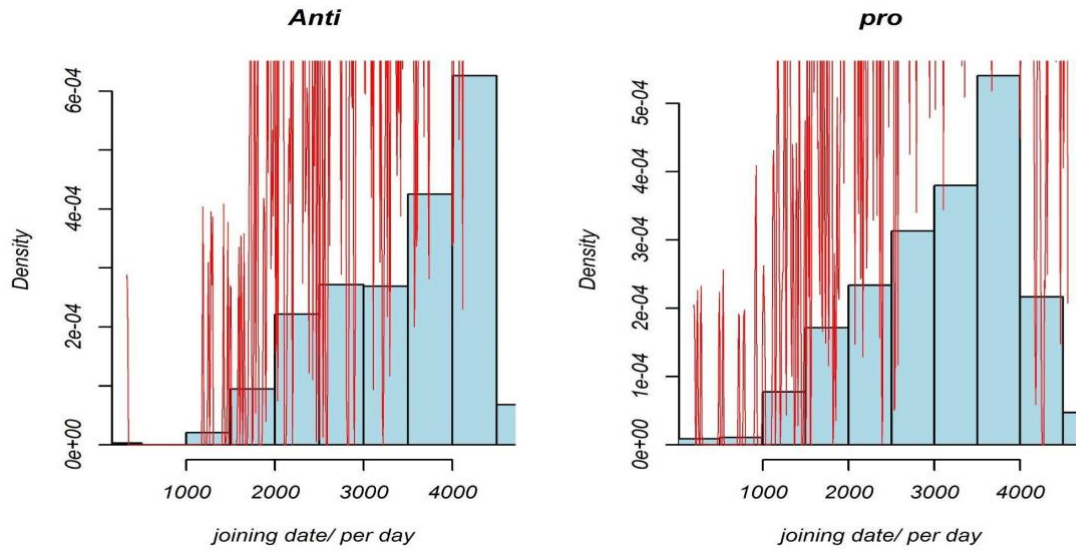 Anti
6e-04
4e-04
2e-04
0e+00
Density
1000 2000 3000 4000
joining date/ per day
pro
5e-04
4e-04
3e-04
2e-04
1e-04
0e+00
Density
1000 2000 3000 4000
joining date/ per day